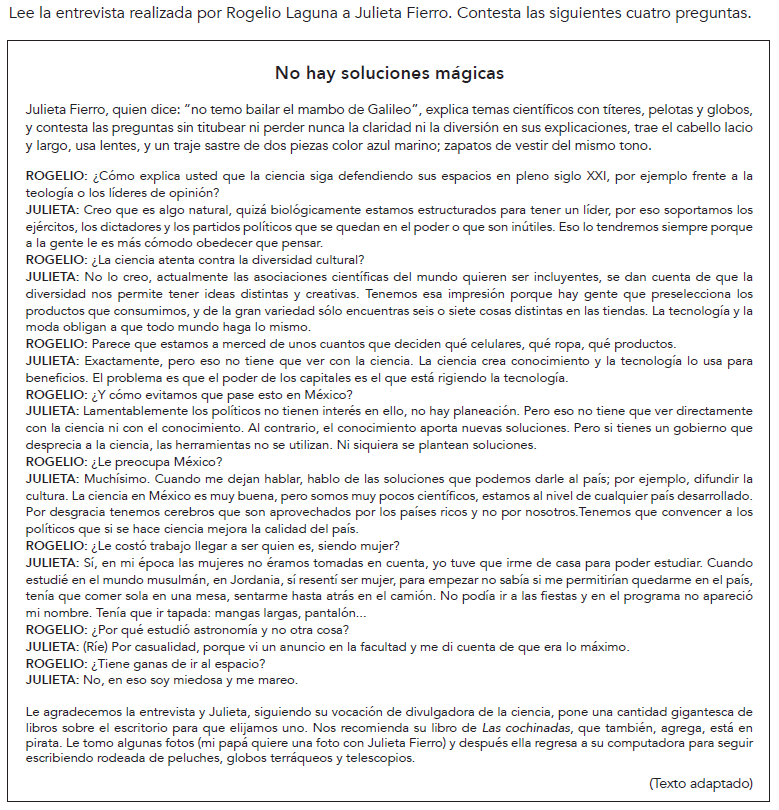 Lee la entrevista realizada por Rogelio Laguna a Julieta Fierro. Contesta las siguientes cuatro preguntas.
No hay soluciones mágicas
Julieta Fierro, quien dice: “no temo bailar el mambo de Galileo”, explica temas científicos con títeres, pelotas y globos,
y contesta las preguntas sin titubear ni perder nunca la claridad ni la diversión en sus explicaciones, trae el cabello lacio
y largo, usa lentes, y un traje sastre de dos piezas color azul marino; zapatos de vestir del mismo tono.
ROGELIO: ¿Cómo explica usted que la ciencia siga defendiendo sus espacios en pleno siglo XXI, por ejemplo frente a la
teología o los líderes de opinión?
JULIETA: Creo que es algo natural, quizá biológicamente estamos estructurados para tener un líder, por eso soportamos los
ejércitos, los dictadores y los partidos políticos que se quedan en el poder o que son inútiles. Eso lo tendremos siempre porque
a la gente le es más cómodo obedecer que pensar.
ROGELIO: ¿La ciencia atenta contra la diversidad cultural?
JULIETA: No lo creo, actualmente las asociaciones científicas del mundo quieren ser incluyentes, se dan cuenta de que la
diversidad nos permite tener ideas distintas y creativas. Tenemos esa impresión porque hay gente que preselecciona los
productos que consumimos, y de la gran variedad sólo encuentras seis o siete cosas distintas en las tiendas. La tecnología y la
moda obligan a que todo mundo haga lo mismo.
ROGELIO: Parece que estamos a merced de unos cuantos que deciden qué celulares, qué ropa, qué productos.
JULIETA: Exactamente, pero eso no tiene que ver con la ciencia. La ciencia crea conocimiento y la tecnología lo usa para
beneficios. El problema es que el poder de los capitales es el que está rigiendo la tecnología.
ROGELIO: ¿Y cómo evitamos que pase esto en México?
JULIETA: Lamentablemente los políticos no tienen interés en ello, no hay planeación. Pero eso no tiene que ver directamente
con la ciencia ni con el conocimiento. Al contrario, el conocimiento aporta nuevas soluciones. Pero si tienes un gobierno que
desprecia a la ciencia, las herramientas no se utilizan. Ni siquiera se plantean soluciones.
ROGELIO: ¿Le preocupa México?
JULIETA: Muchísimo. Cuando me dejan hablar, hablo de las soluciones que podemos darle al país; por ejemplo, difundir la
cultura. La ciencia en México es muy buena, pero somos muy pocos científicos, estamos al nivel de cualquier país desarrollado.
Por desgracia tenemos cerebros que son aprovechados por los países ricos y no por nosotros.Tenemos que convencer a los
políticos que si se hace ciencia mejora la calidad del país.
ROGELIO: ¿Le costó trabajo llegar a ser quien es, siendo mujer?
JULIETA: Sí, en mi época las mujeres no éramos tomadas en cuenta, yo tuve que irme de casa para poder estudiar. Cuando
estudié en el mundo musulmán, en Jordania, sí resentí ser mujer, para empezar no sabía si me permitirían quedarme en el país,
tenía que comer sola en una mesa, sentarme hasta atrás en el camión. No podía ir a las fiestas y en el programa no apareció
mi nombre. Tenía que ir tapada: mangas largas, pantalón...
ROGELIO: ¿Por qué estudió astronomía y no otra cosa?
JULIETA: (Ríe) Por casualidad, porque vi un anuncio en la facultad y me di cuenta de que era lo máximo.
ROGELIO: ¿Tiene ganas de ir al espacio?
JULIETA: No, en eso soy miedosa y me mareo.
Le agradecemos la entrevista y Julieta, siguiendo su vocación de divulgadora de la ciencia, pone una cantidad gigantesca de
libros sobre el escritorio para que elijamos uno. Nos recomienda su libro de Las cochinadas, que también, agrega, está en
pirata. Le tomo algunas fotos (mi papá quiere una foto con Julieta Fierro) y después ella regresa a su computadora para seguir
escribiendo rodeada de peluches, globos terráqueos y telescopios.
(Texto adaptado)